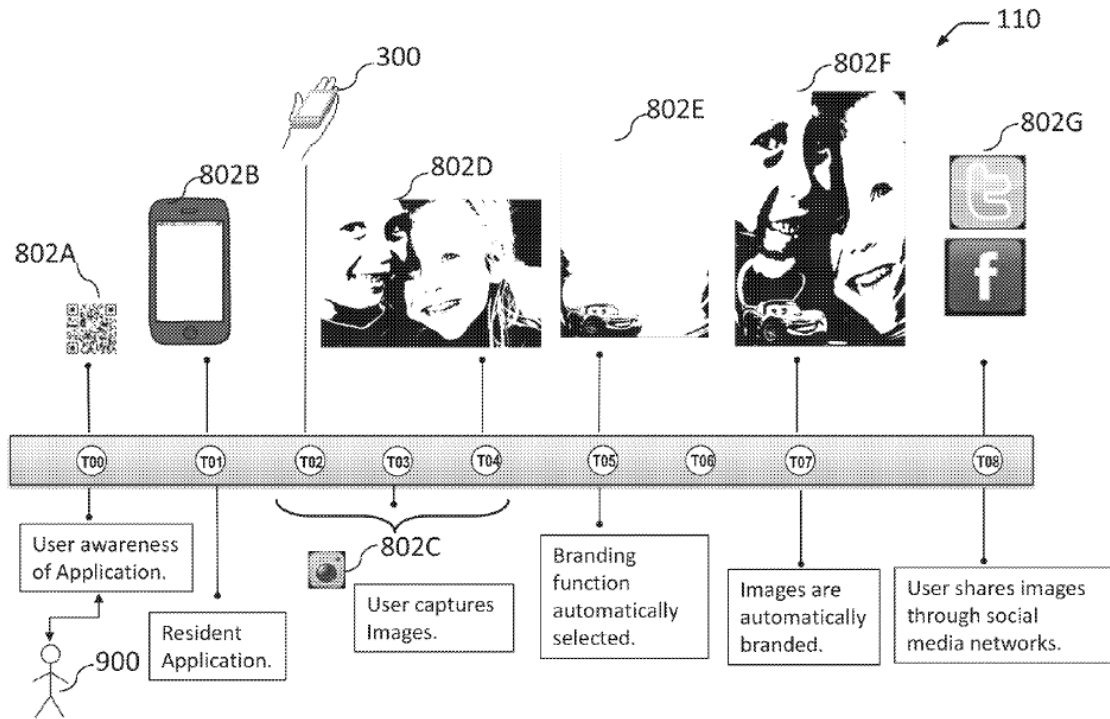 110
300
802F
802E
802G
802D
802B
802A
t
f
T00
T01
T02
T03
T04
T05
T06
T07
T08
802C
User awareness
of Application.
Resident
Application.
User captures
Images.
Branding
function
automatically
selected.
Images are
automatically
branded.
User shares images
through social
media networks.
900